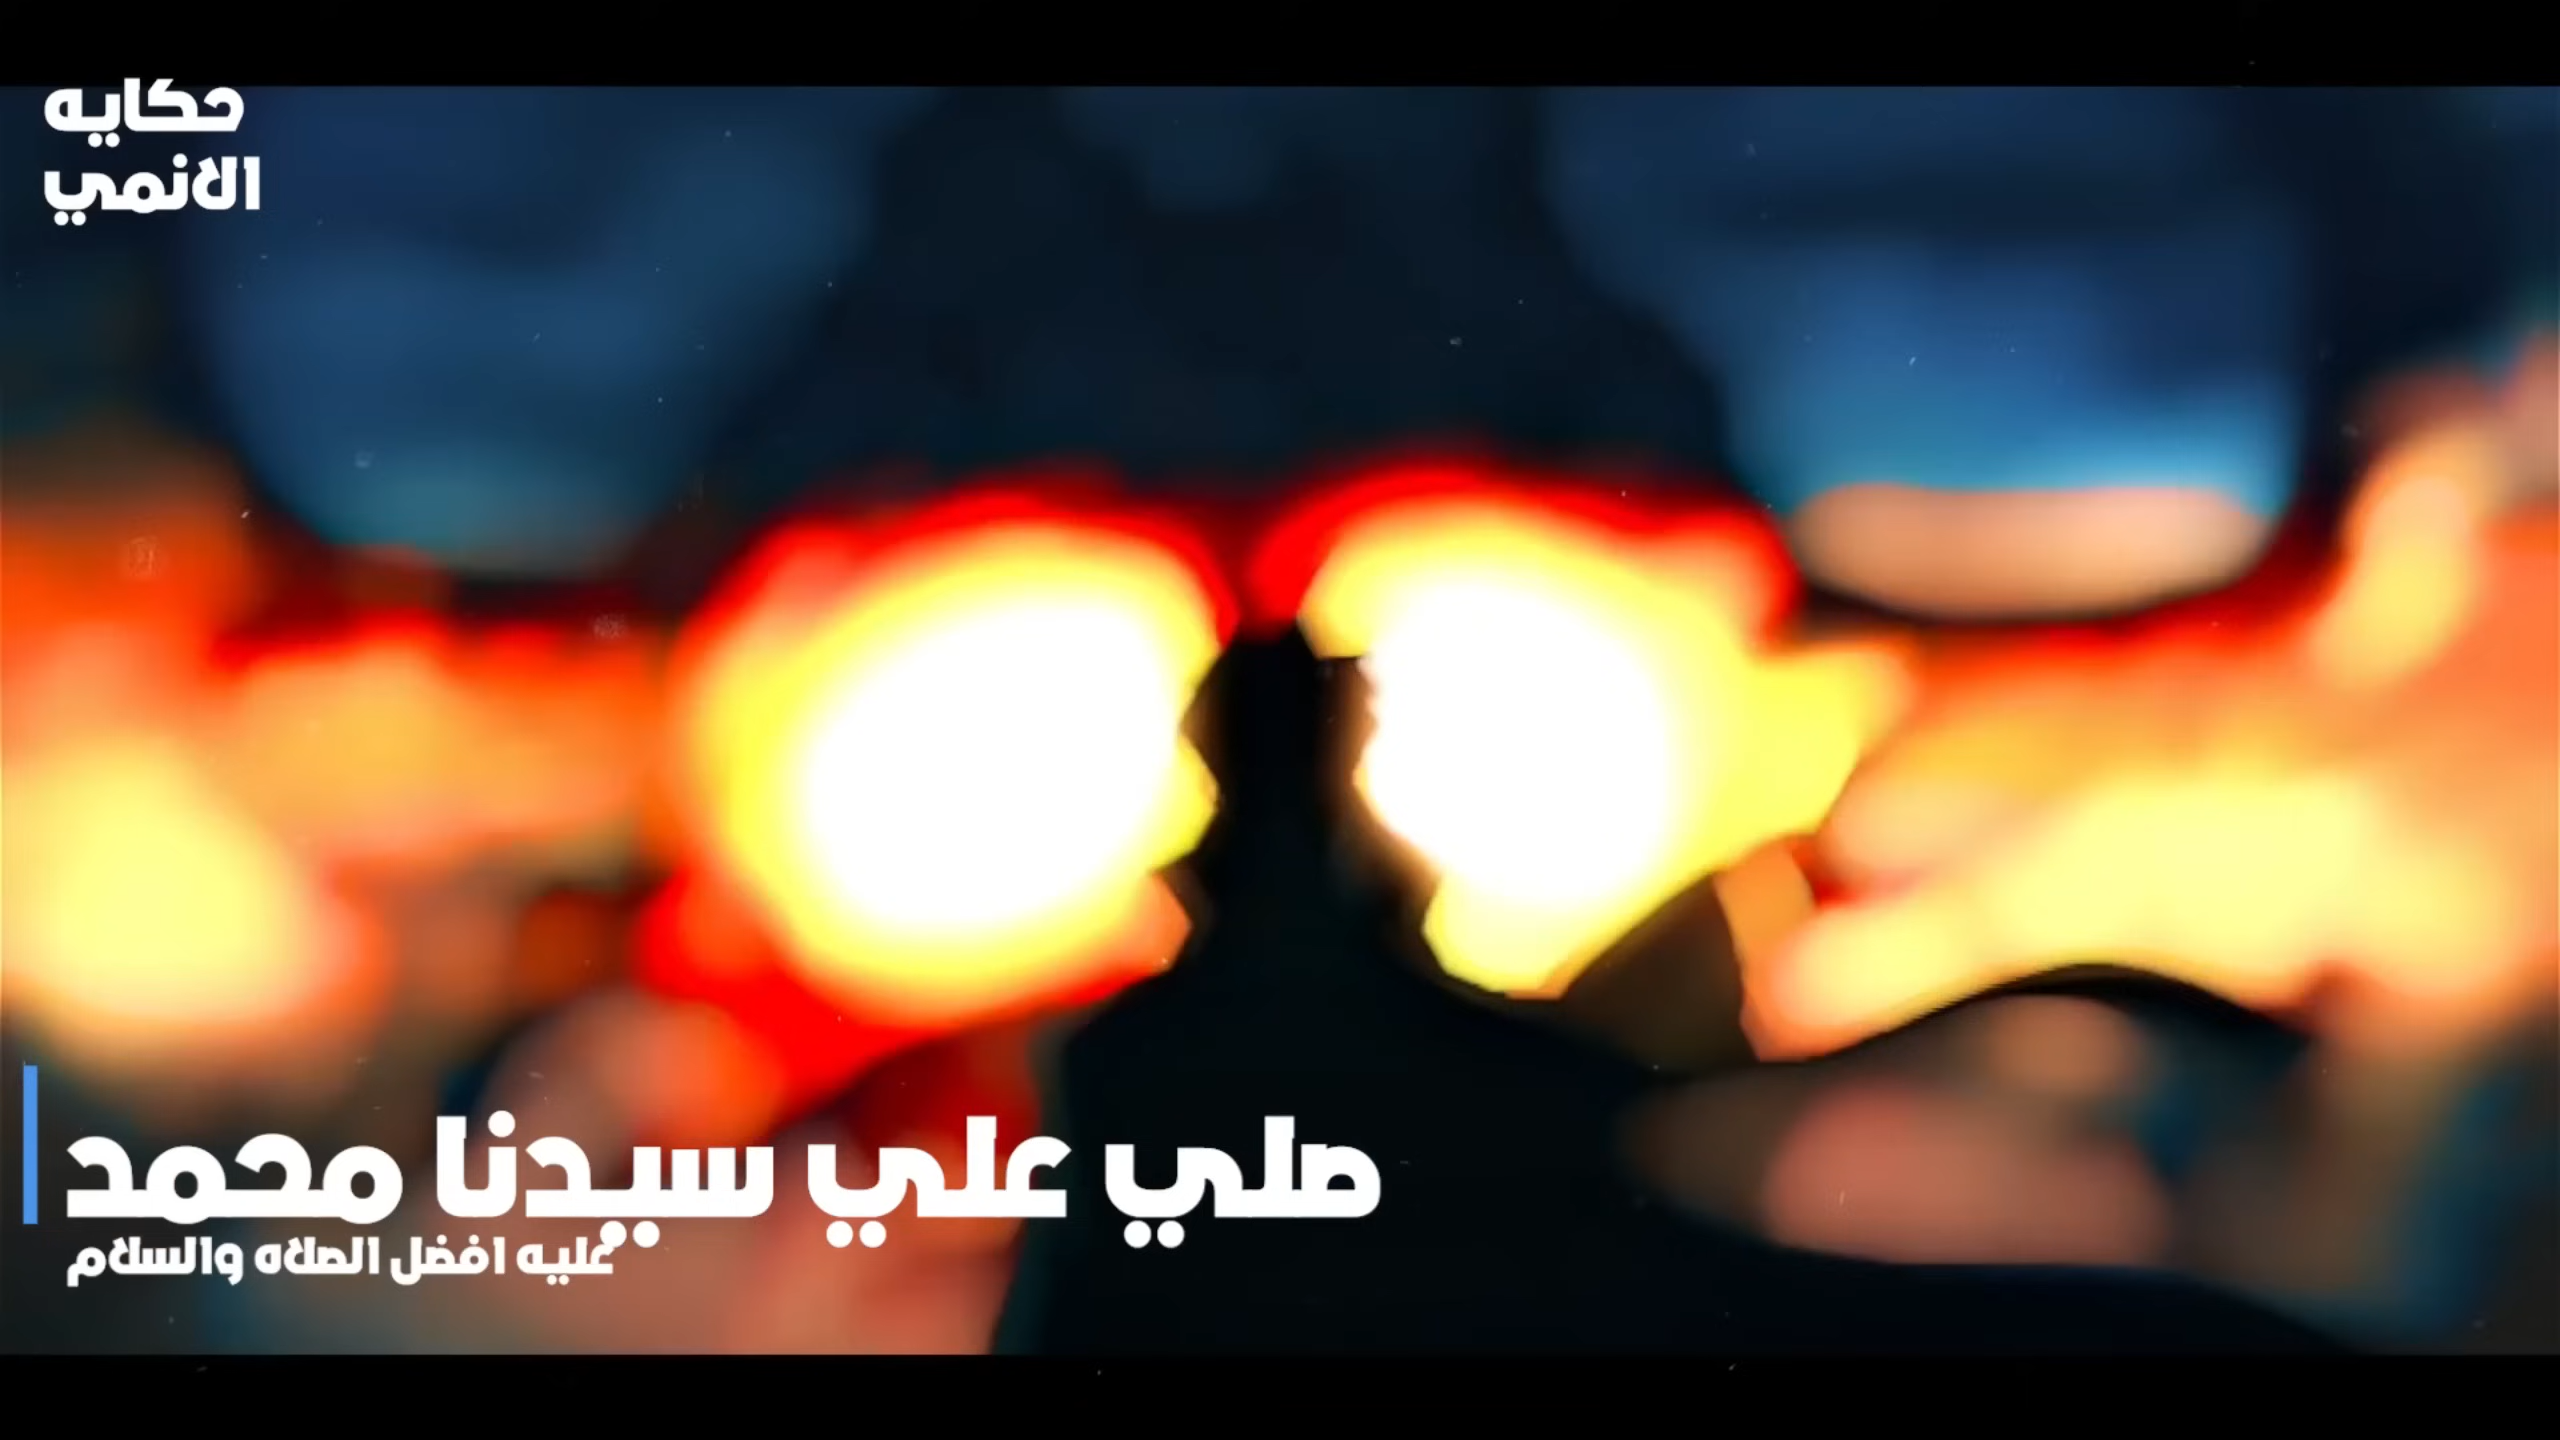 حكايه
الانمي
صلي علي سيدنا محمد
عليه افضل الصلاه والسلام